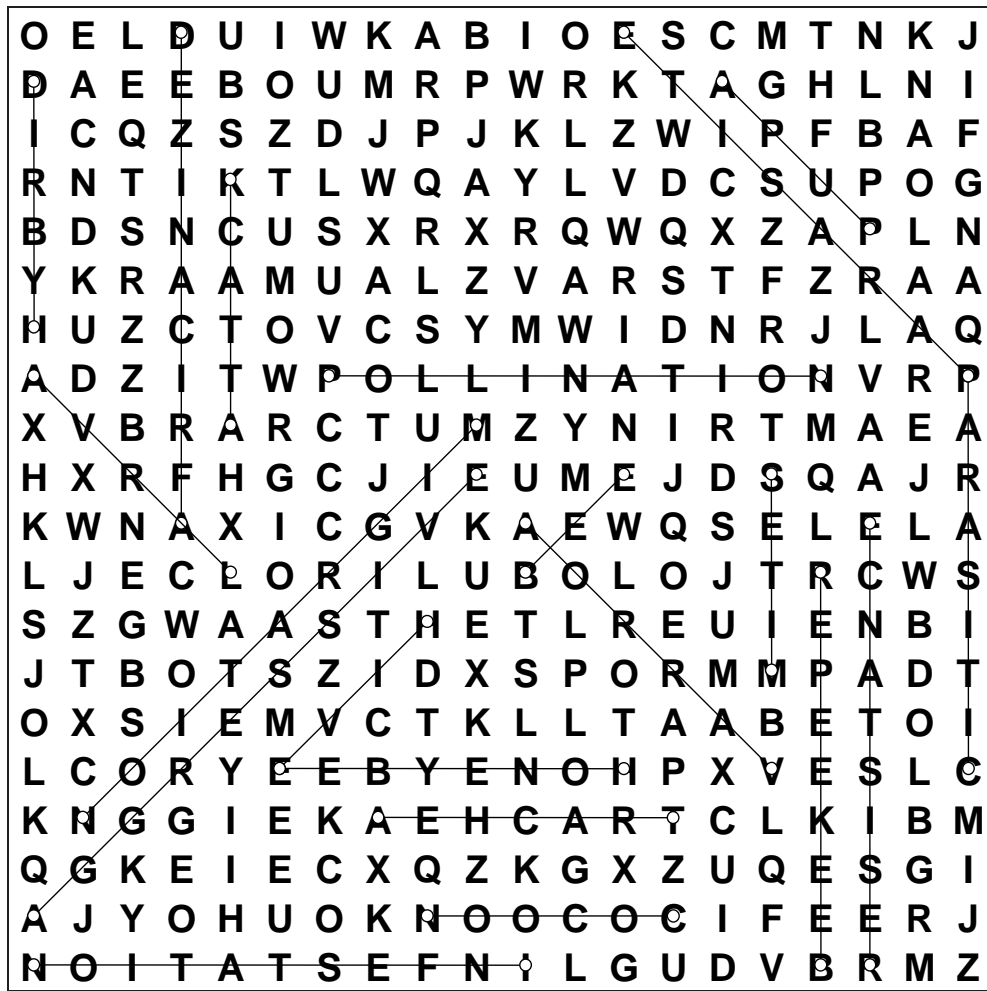 O E L D U I W K A B I O E S C M T N K J
D A E E B O U M R P W R K T A G H L N I
I C Q Z S Z D J P J K L Z W I P F B A F
R N T I K T L W Q A Y L V D C S U P O G
B D S N C U S X R X R Q W Q X Z A P L N
Y K R A A M U A L Z V A R S T F Z R A A
H U Z C T O V C S Y M W I D N R J L A Q
A D Z I T W P O L L I N A T I O N V R P
X V B R A R C T U M Z Y N I R T M A E A
H X R F H G C J I E U M E J D S Q A J R
K W N A X I C G V K A E W Q S E L E L A
L J E C L O R I L U B O L O J T R C W S
S Z G W A A S T H E T L R E U I E N B I
J T B O T S Z I D X S P O R M M P A D T
O X S I E M V C T K L L T A A B E T O I
L C O R Y E E B Y E N O H P X V E S L C
K N G G I E K A E H C A R T C L K I B M
Q G K E I E C X Q Z K G X Z U Q E S G I
A J Y O H U O K N O O C O C I F E E R J
N O I T A T S E F N I L G U D V B R M Z